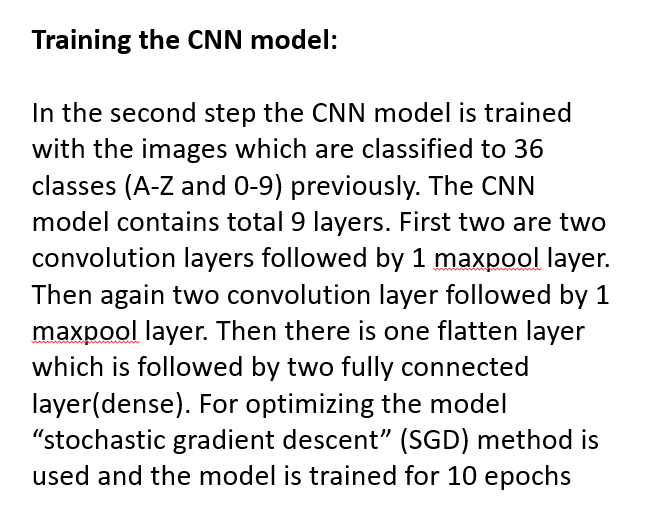 Training the CNN model:
In the second step the CNN model is trained
with the images which are classified to 36
classes (A-Z and 0-9) previously. The CNN
model contains total 9 layers. First two are two
convolution layers followed by 1 maxpool layer.
Then again two convolution layer followed by 1
maxpool layer. Then there is one flatten layer
which is followed by two fully connected
layer(dense). For optimizing the model
“stochastic gradient descent” (SGD) method is
used and the model is trained for 10 epochs